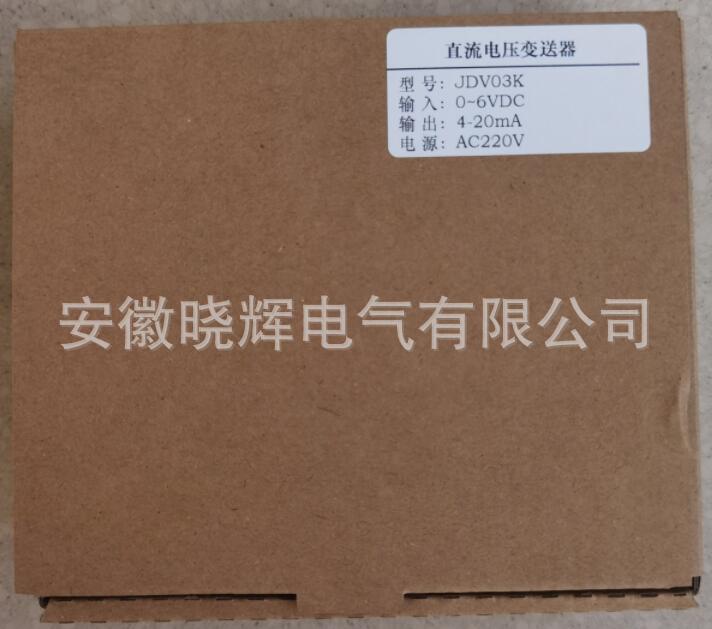 直流电压变送器
型号：JDV03K
输入：0~6VDC
输出：4-20mA
电源：AC220V
安徽晓辉电气有限公司